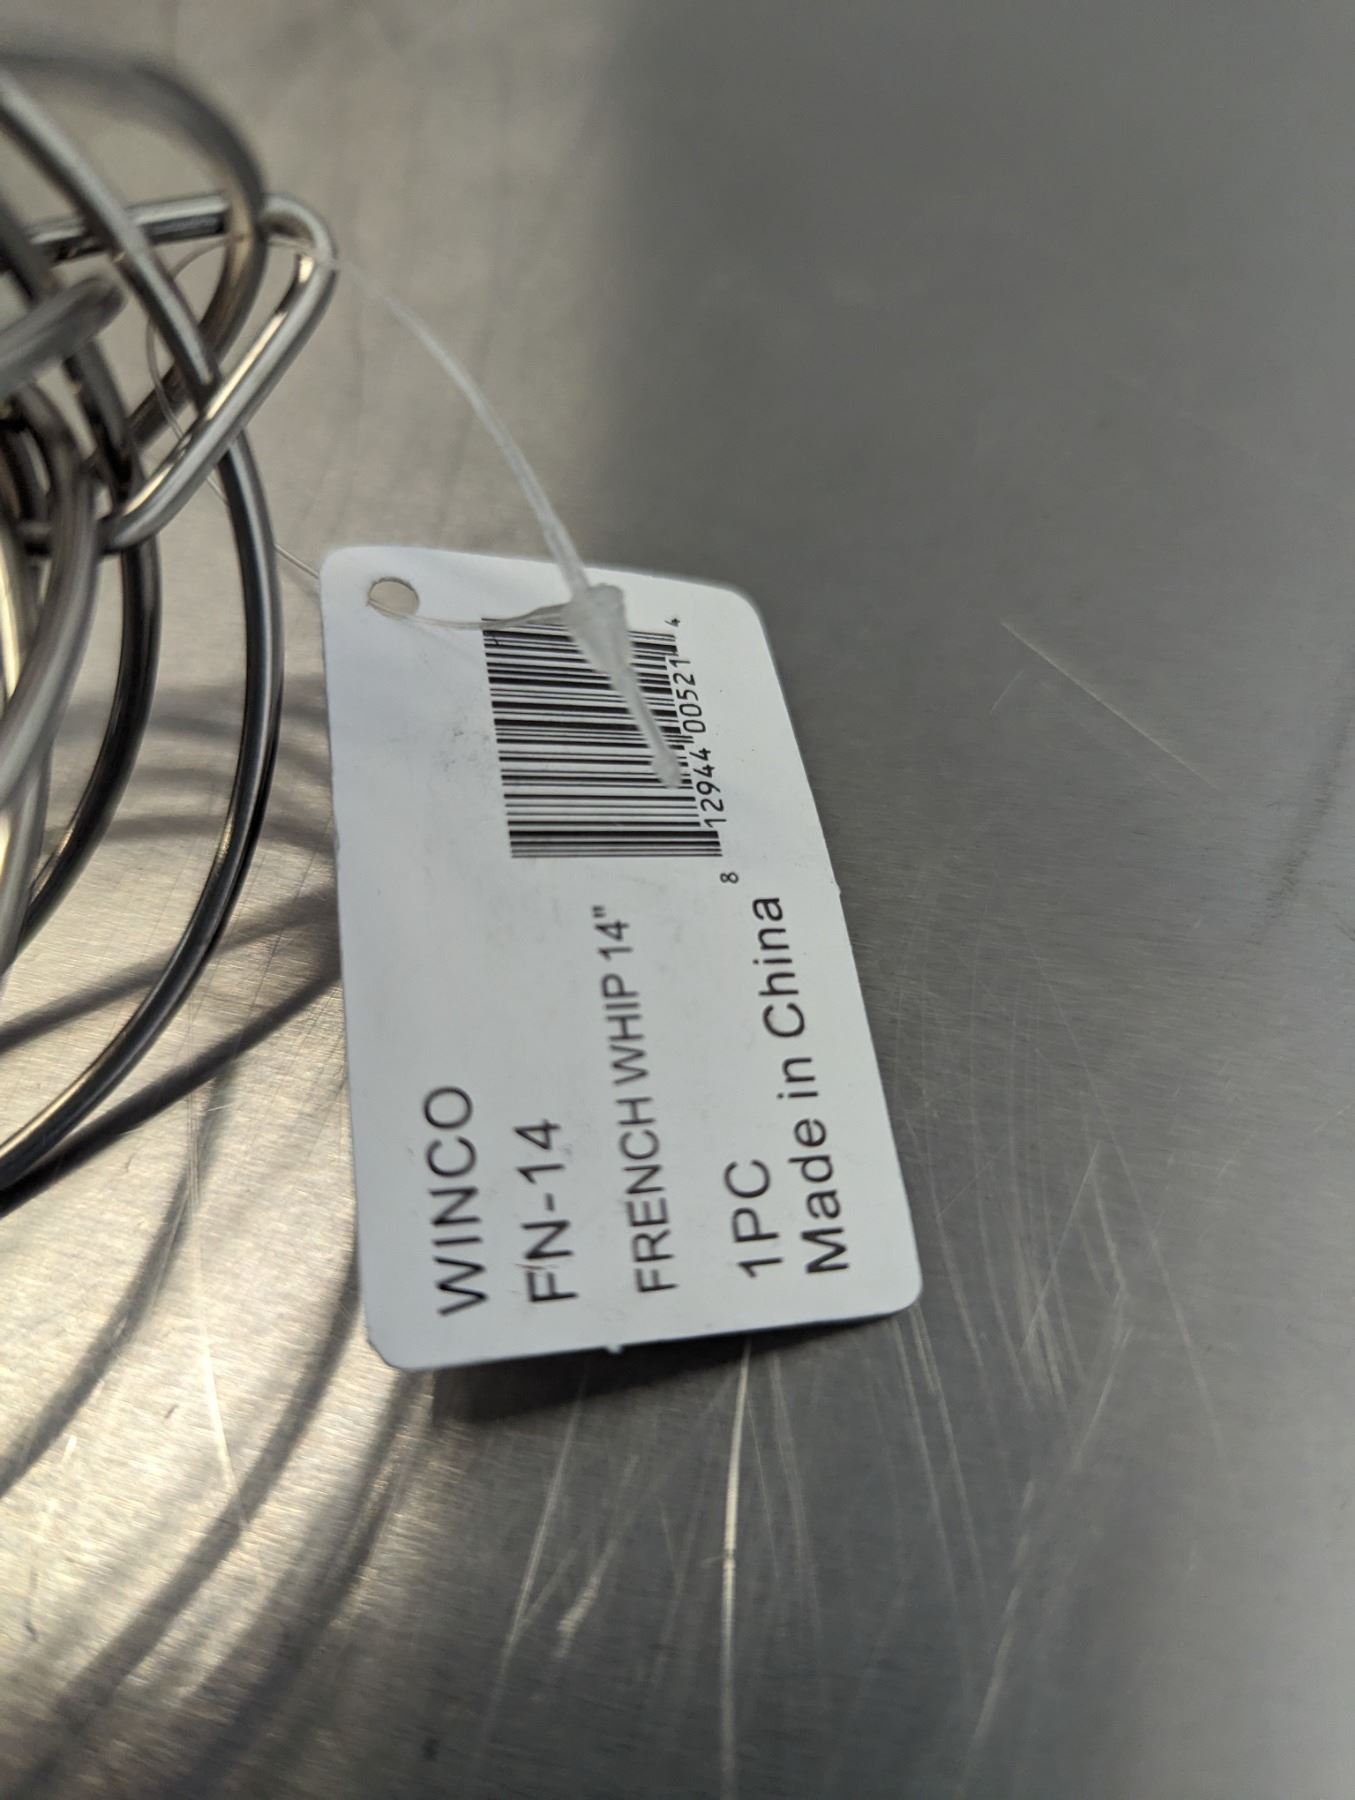 WINCO
FN-14
FRENCH WHIP 14"
1PC
Made in China
8 12944 00521 4